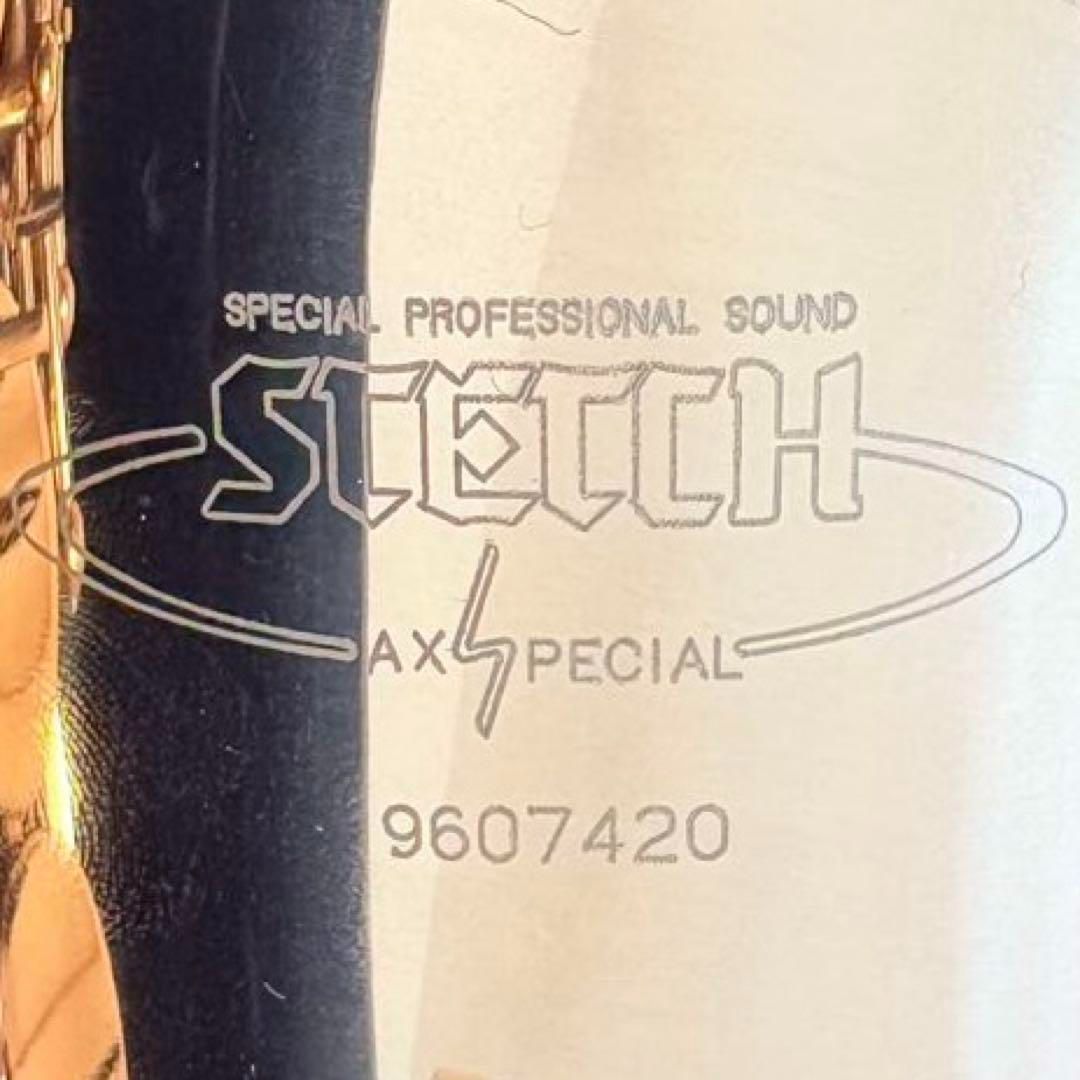 SPECIAL PROFESSIONAL SOUND
STETCH
AX SPECIAL
9607420